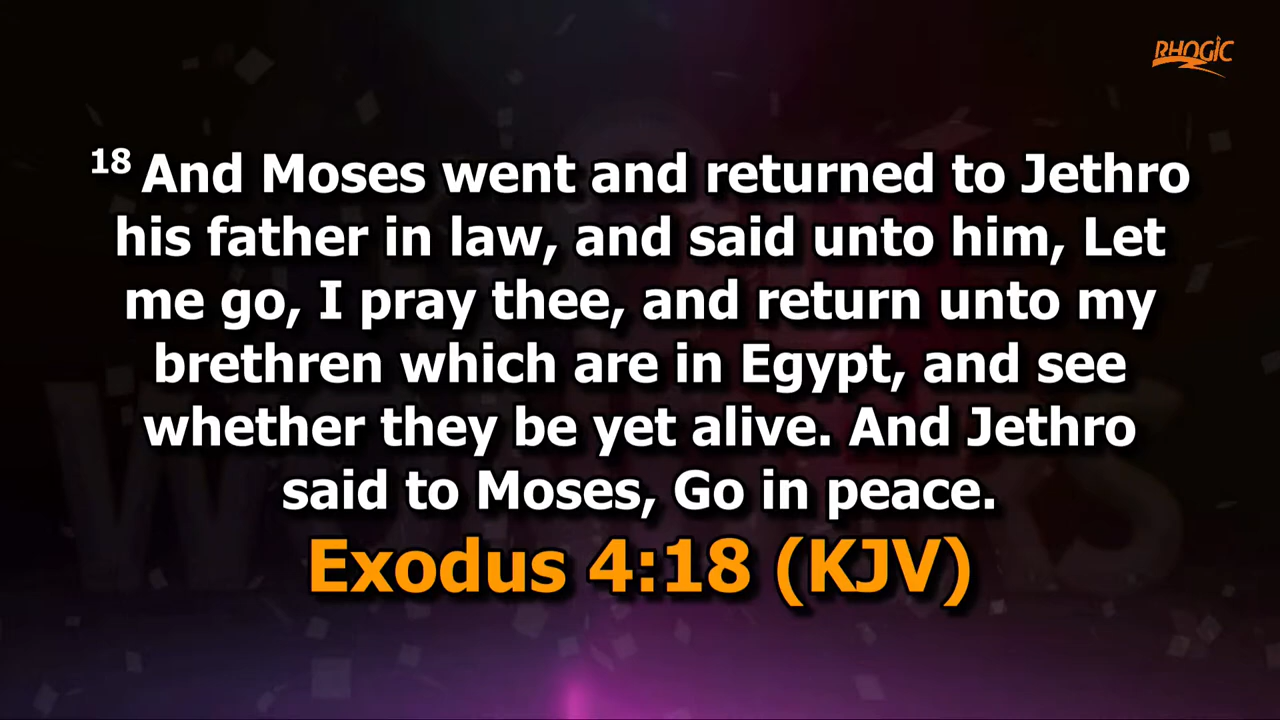 RHOGIC
18 And Moses went and returned to Jethro
his father in law, and said unto him, Let
me go, I pray thee, and return unto my
brethren which are in Egypt, and see
whether they be yet alive. And Jethro
said to Moses, Go in peace.
Exodus 4:18 (KJV)